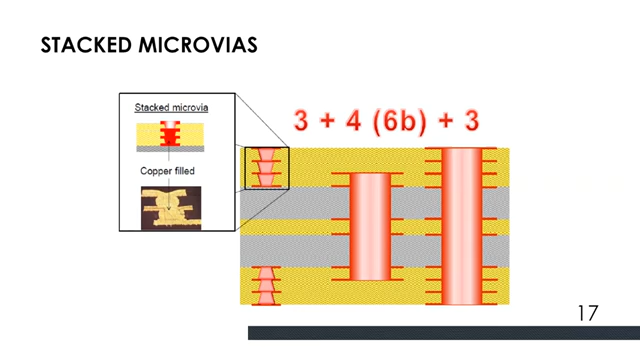 STACKED MICROVIAS
Stacked microvia
Copper filled
3 + 4 (6b) + 3
17